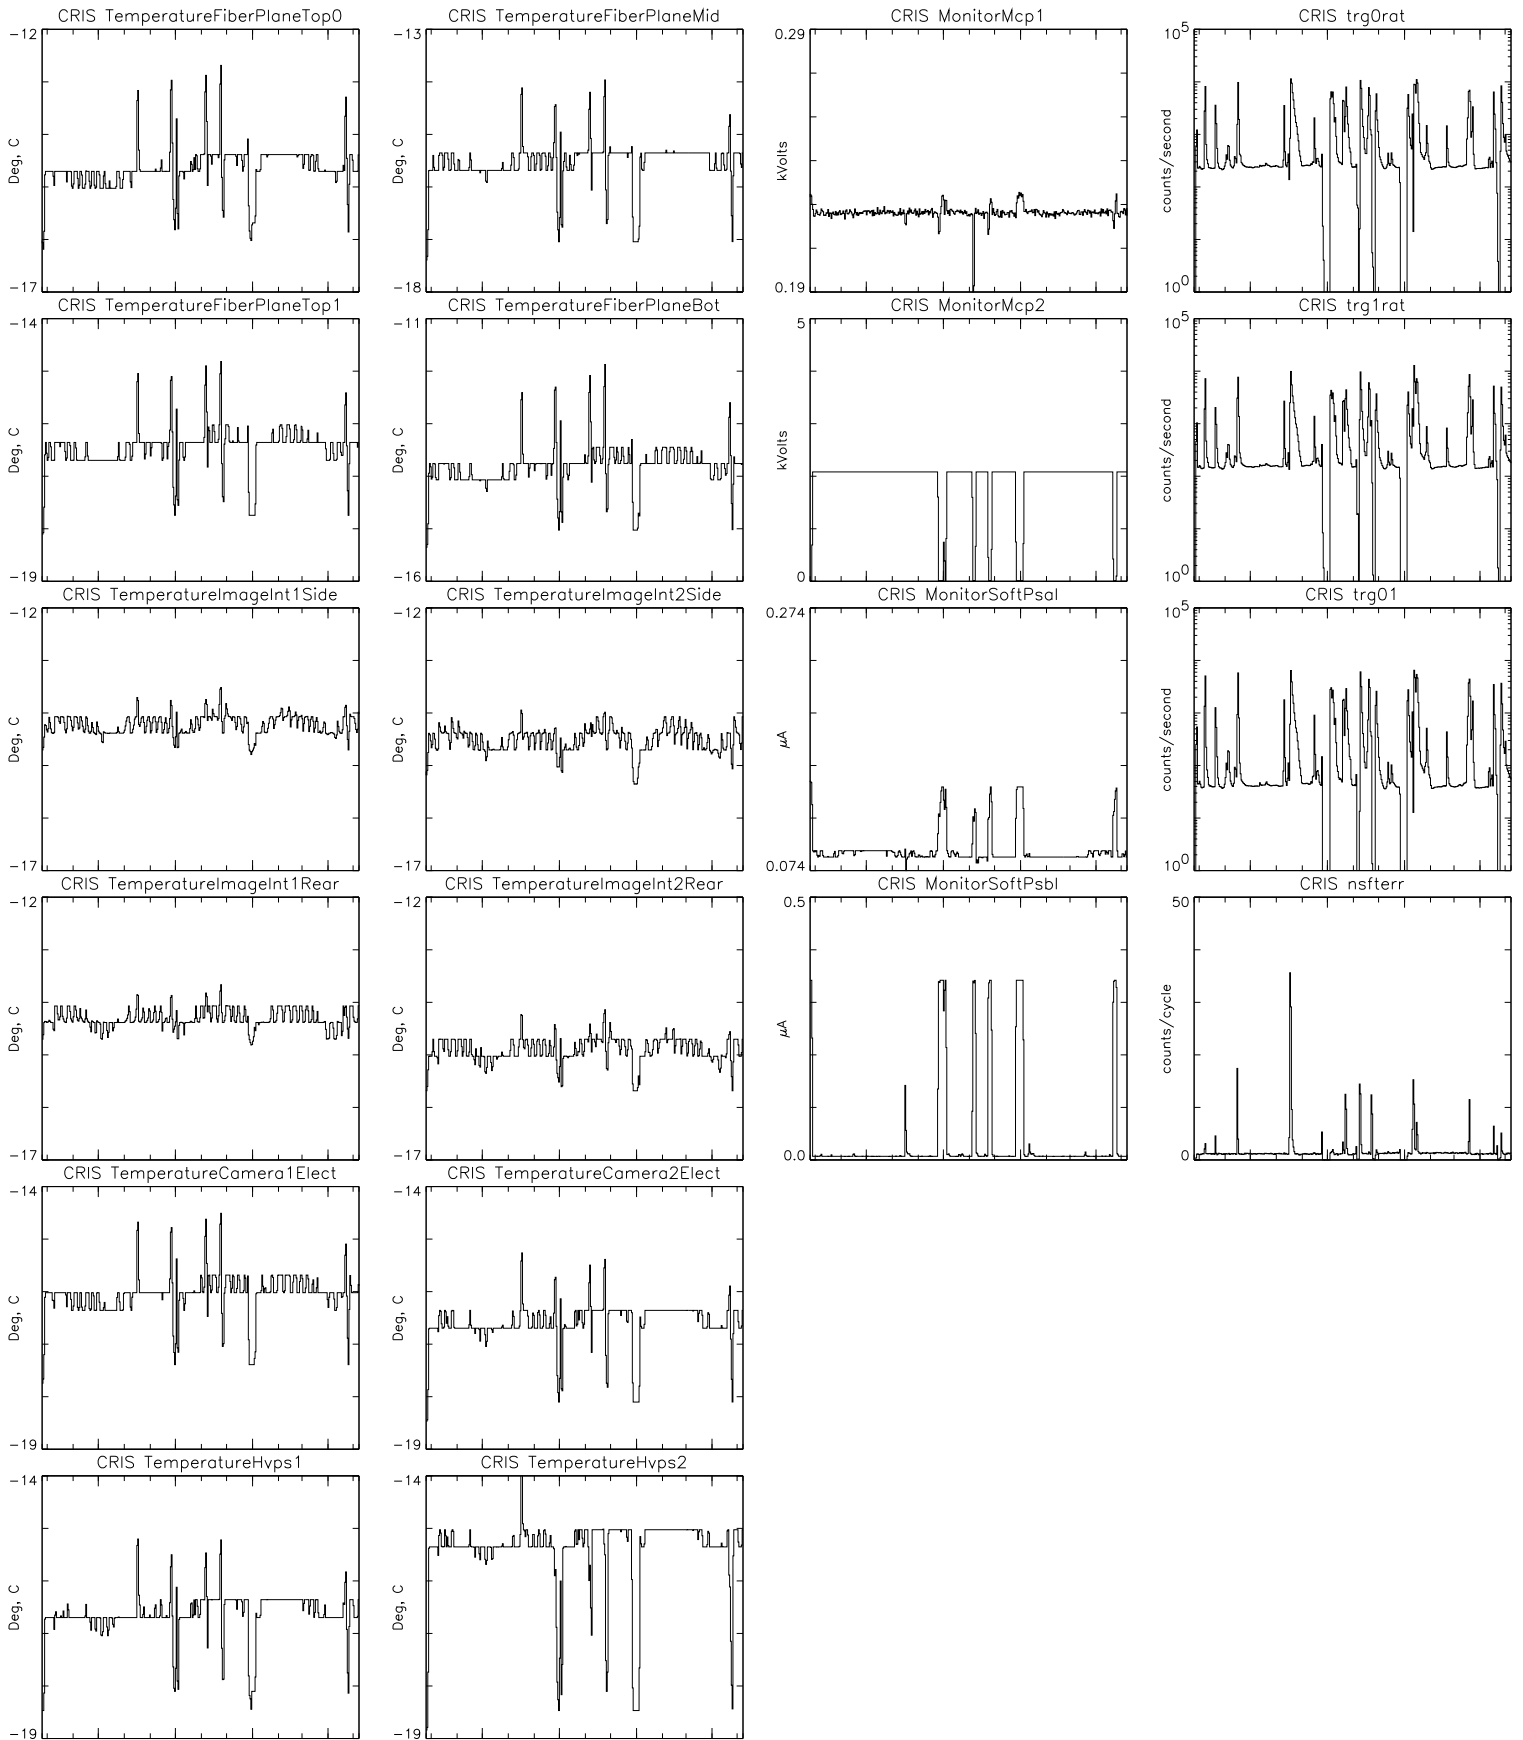 CRIS TemperatureFiberPlaneTop0
-12
Deg, C
-17
CRIS TemperatureFiberPlaneMid
-13
Deg, C
-18
CRIS MonitorMcp1
0.29
kVolts
0.19
CRIS trg0rat
10^5
counts/second
10^0
CRIS TemperatureFiberPlaneTop1
-14
Deg, C
-19
CRIS TemperatureFiberPlaneBot
-11
Deg, C
-16
CRIS MonitorMcp2
5
kVolts
0
CRIS trg1rat
10^5
counts/second
10^0
CRIS TemperatureImageInt1Side
-12
Deg, C
-17
CRIS TemperatureImageInt2Side
-12
Deg, C
-17
CRIS MonitorSoftPsaI
0.274
μA
0.074
CRIS trg01
10^5
counts/second
10^0
CRIS TemperatureImageInt1Rear
-12
Deg, C
-17
CRIS TemperatureImageInt2Rear
-12
Deg, C
-17
CRIS MonitorSoftPsbI
0.5
μA
0.0
CRIS nsfterr
50
counts/cycle
0
CRIS TemperatureCamera1Elect
-14
Deg, C
-19
CRIS TemperatureCamera2Elect
-14
Deg, C
-19
CRIS TemperatureHvps1
-14
Deg, C
-19
CRIS TemperatureHvps2
-14
Deg, C
-19